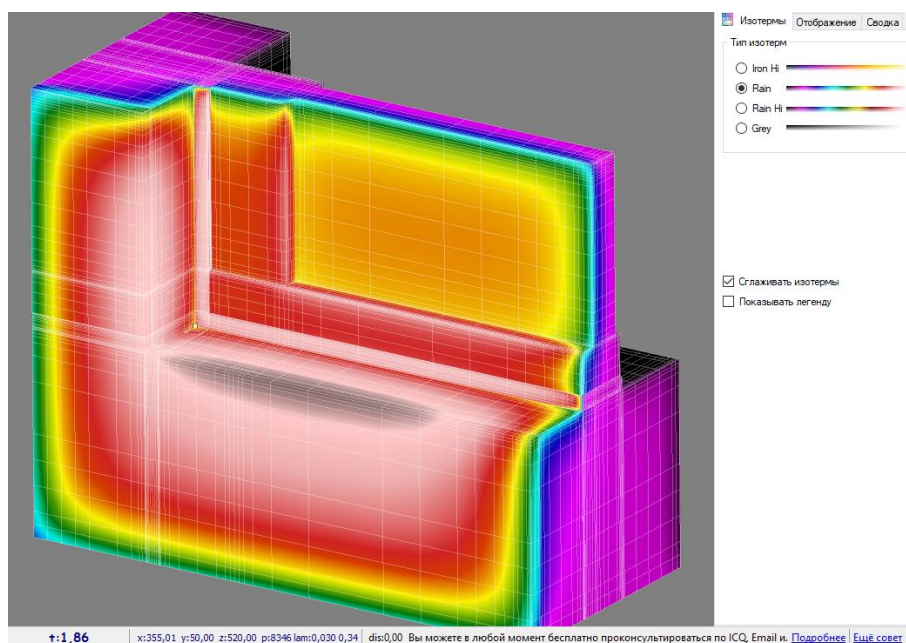 Изотермы Отображение Сводка
Тип изотерм
Iron Hi
Rain
Rain Hi
Grey
Сглаживать изотермы
Показывать легенду
t:1,86 x:355,01 y:50,00 z:520,00 p:8346 lam:0,030 0,34 dis:0,00 Вы можете в любой момент бесплатно проконсультироваться по ICQ, Email и. Подробнее Ещё совет